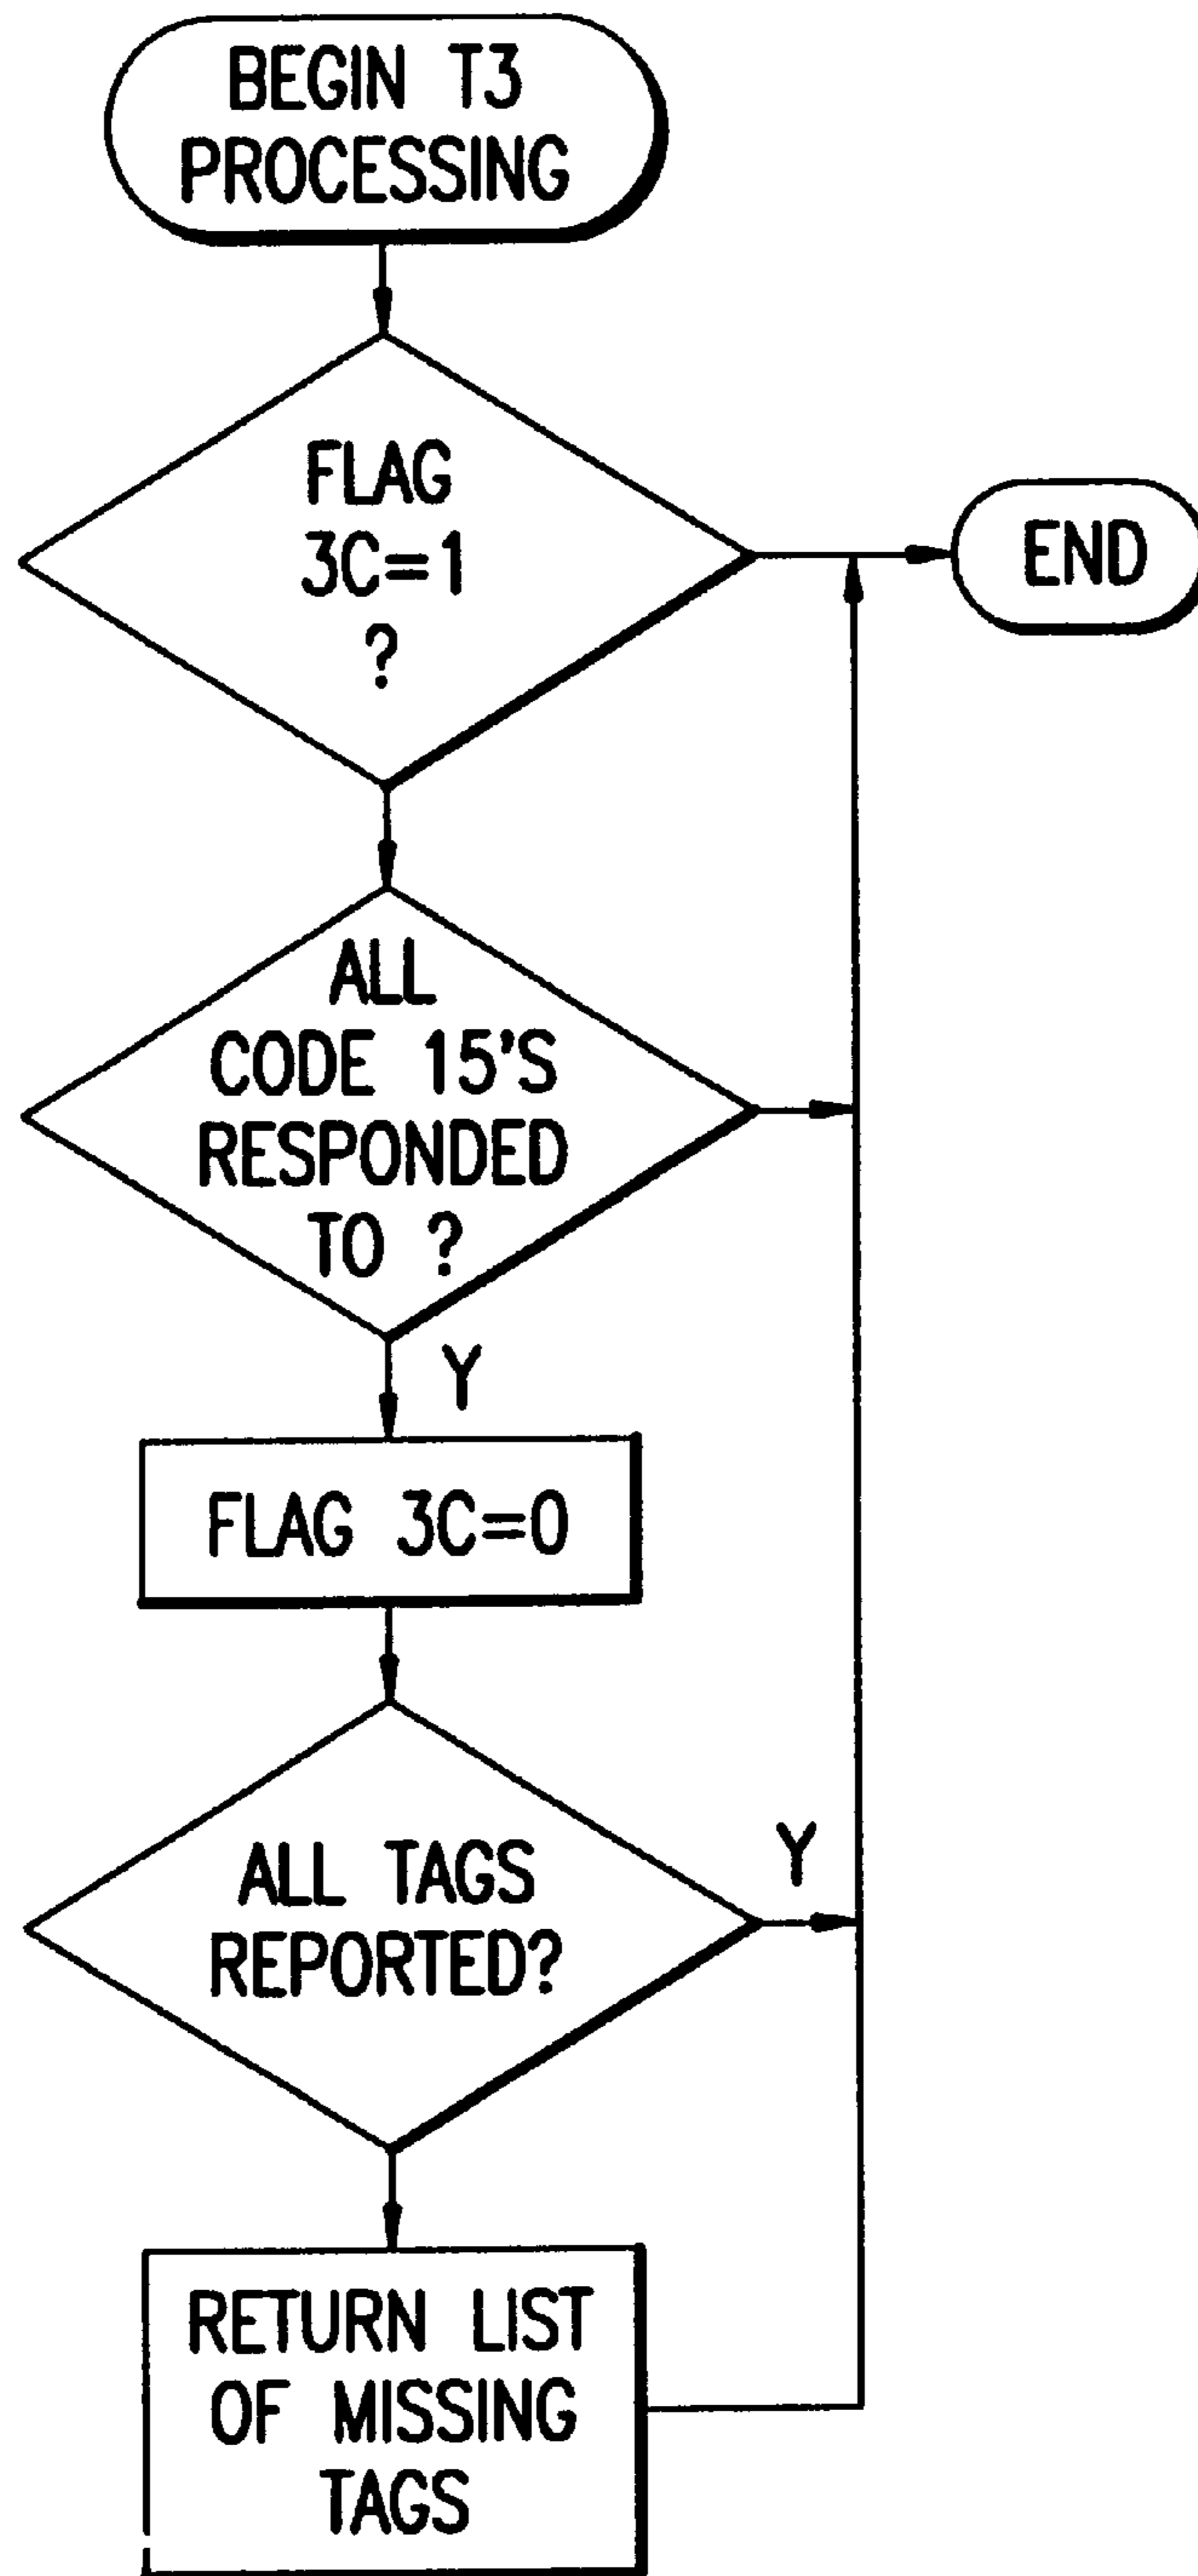 BEGIN T3
PROCESSING
FLAG
3C=1
?
END
ALL
CODE 15'S
RESPONDED
TO ?
Y
FLAG 3C=0
ALL TAGS
REPORTED?
Y
RETURN LIST
OF MISSING
TAGS